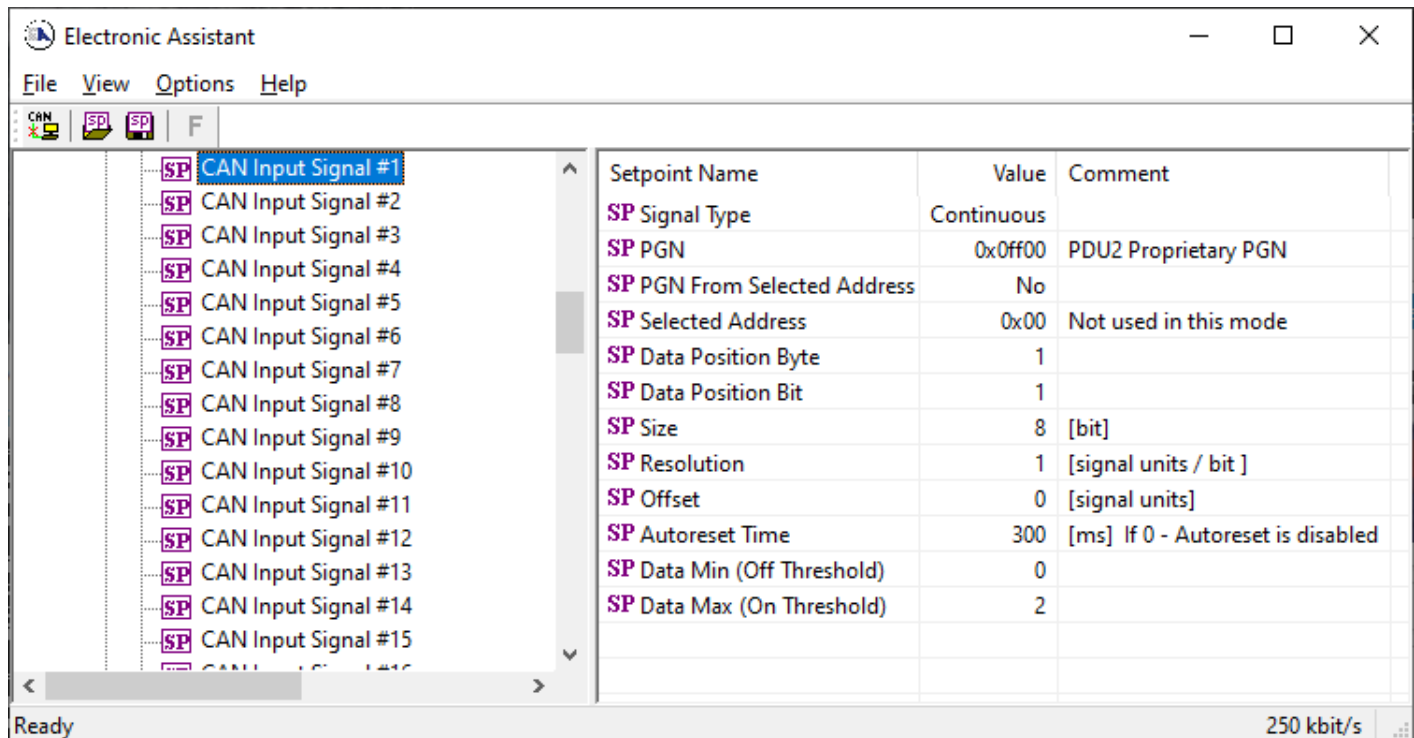 Electronic Assistant
File View Options Help
CAN SP SP F
SP CAN Input Signal #1
SP CAN Input Signal #2
SP CAN Input Signal #3
SP CAN Input Signal #4
SP CAN Input Signal #5
SP CAN Input Signal #6
SP CAN Input Signal #7
SP CAN Input Signal #8
SP CAN Input Signal #9
SP CAN Input Signal #10
SP CAN Input Signal #11
SP CAN Input Signal #12
SP CAN Input Signal #13
SP CAN Input Signal #14
SP CAN Input Signal #15
Setpoint Name Value Comment
SP Signal Type Continuous
SP PGN 0x0ff00 PDU2 Proprietary PGN
SP PGN From Selected Address No
SP Selected Address 0x00 Not used in this mode
SP Data Position Byte 1
SP Data Position Bit 1
SP Size 8 [bit]
SP Resolution 1 [signal units / bit ]
SP Offset 0 [signal units]
SP Autoreset Time 300 [ms] If 0 - Autoreset is disabled
SP Data Min (Off Threshold) 0
SP Data Max (On Threshold) 2
Ready 250 kbit/s